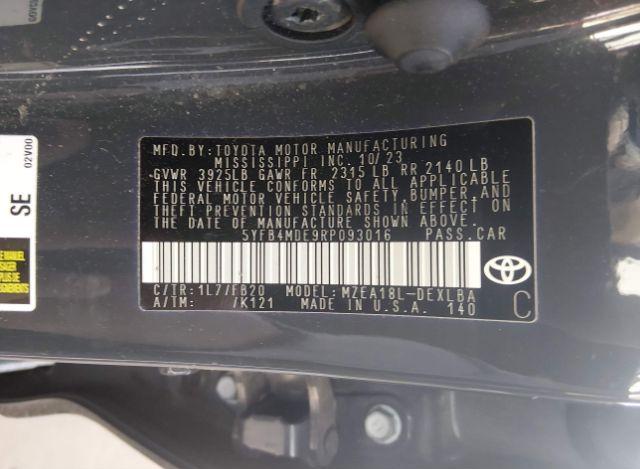 MFD.BY:TOYOTA MOTOR MANUFACTURING
MISSISSIPPI INC. 10/23
GVWR 3925LB GAWR FR 2315 LB RR 2140 LB
THIS VEHICLE CONFORMS TO ALL APPLICABLE
FEDERAL MOTOR VEHICLE SAFETY, BUMPER, AND
THEFT PREVENTION STANDARDS IN EFFECT ON
THE DATE OF MANUFACTURE SHOWN ABOVE.
5YFB4MDE9RP093016 PASS.CAR
C/TR:1L7/FB20 MODEL:MZEA18L-DEXLBA
A/TM: /K121 MADE IN U.S.A. 140
C
02V00
SE